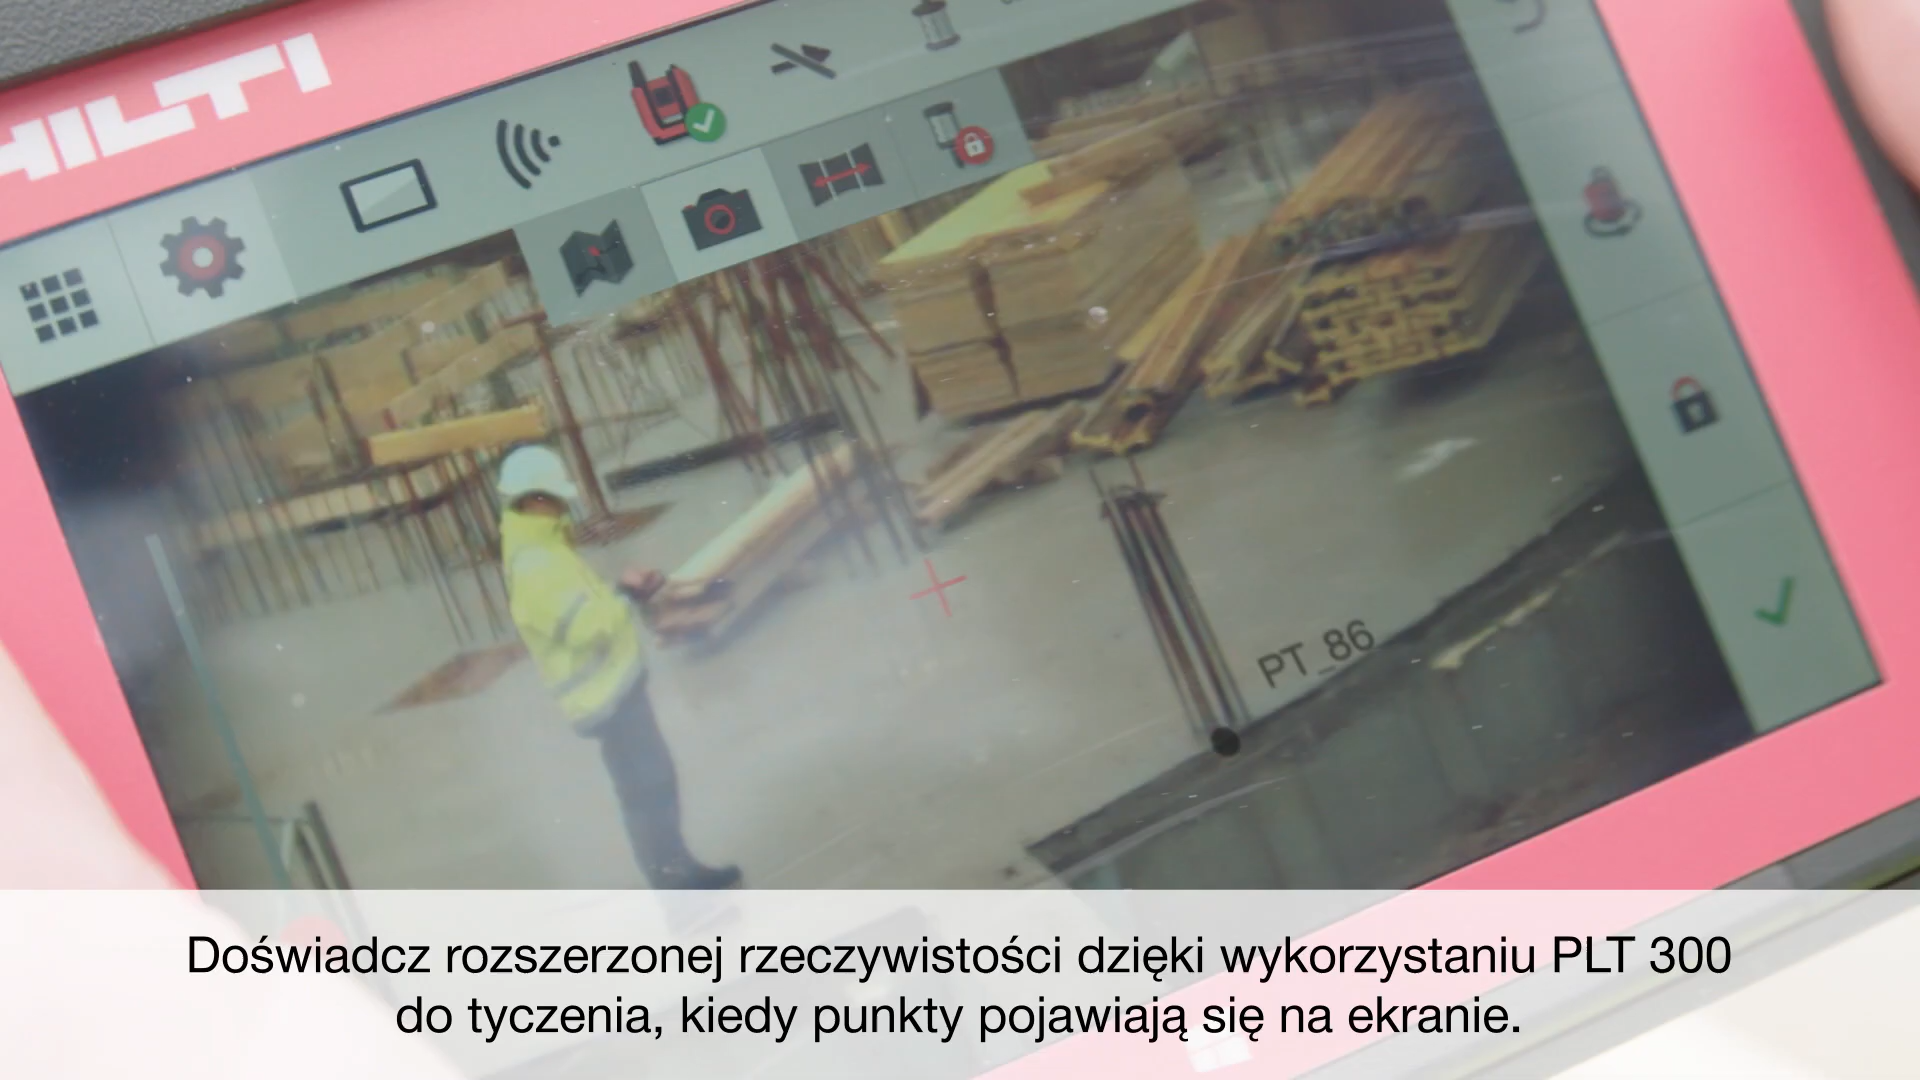 HILTI
PT_86
Doświadcz rozszerzonej rzeczywistości dzięki wykorzystaniu PLT 300
do tyczenia, kiedy punkty pojawiają się na ekranie.